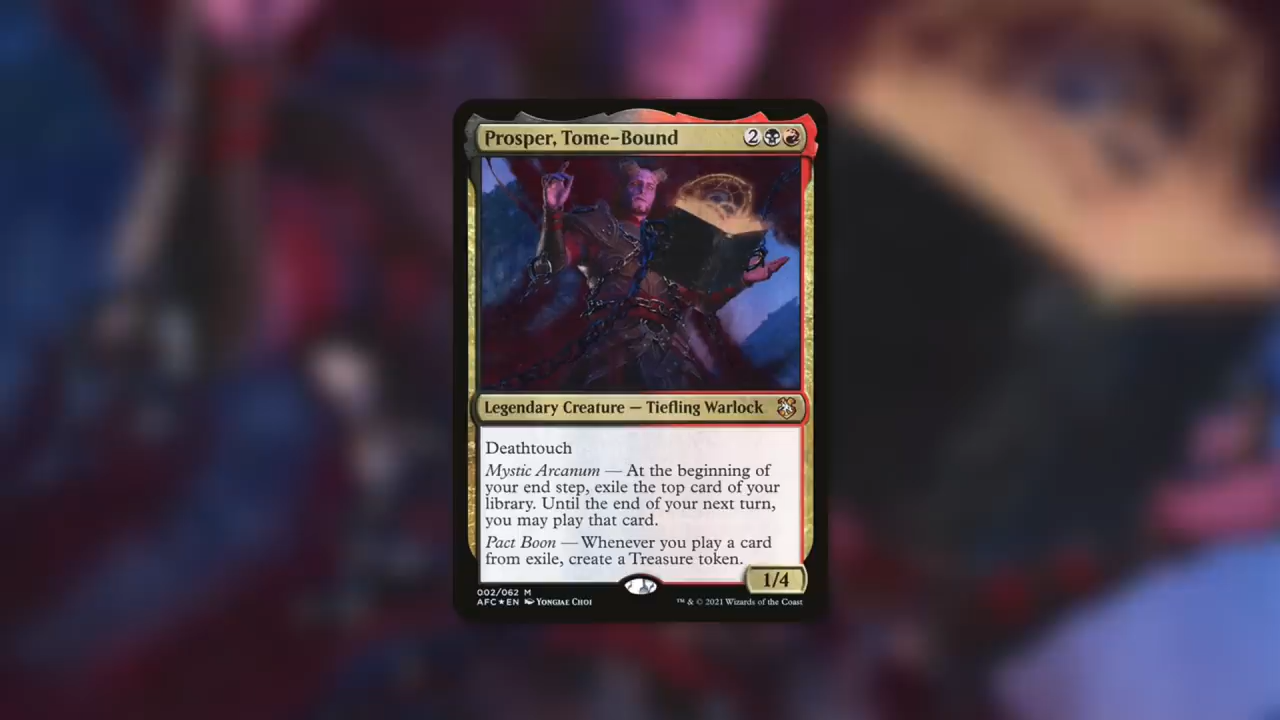 Prosper, Tome-Bound 2
Legendary Creature — Tiefling Warlock
Deathtouch
Mystic Arcanum — At the beginning of
your end step, exile the top card of your
library. Until the end of your next turn,
you may play that card.
Pact Boon — Whenever you play a card
from exile, create a Treasure token.
1/4
002/062 M
AFC★EN Yongjae Choi
™ & © 2021 Wizards of the Coast